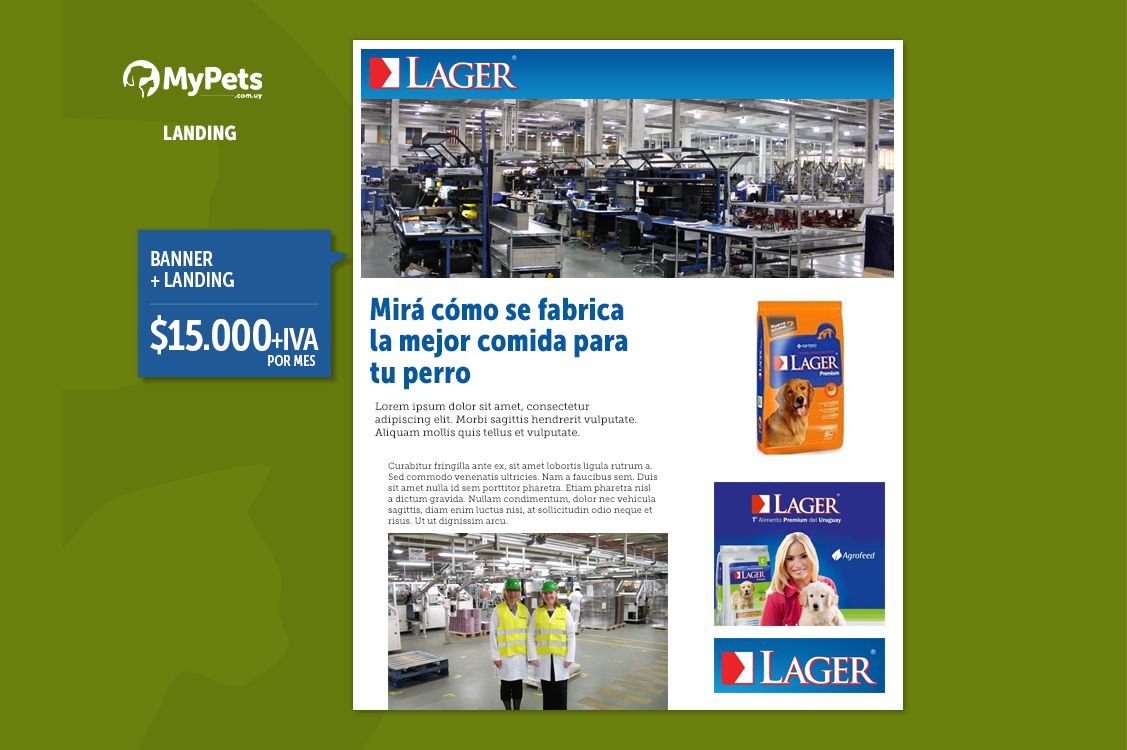 MyPets
.com.uy
LANDING
BANNER
+ LANDING
$15.000+IVA
POR MES
LAGER®
Mirá cómo se fabrica
la mejor comida para
tu perro
Lorem ipsum dolor sit amet, consectetur
adipiscing elit. Morbi sagittis hendrerit vulputate.
Aliquam mollis quis tellus et vulputate.
Curabitur fringilla ante ex, sit amet lobortis ligula rutrum a.
Sed commodo venenatis ultricies. Nam a faucibus sem. Duis
sit amet nulla id sem porttitor pharetra. Etiam pharetra nisl
a dictum gravida. Nullam condimentum, dolor nec vehicula
sagittis, diam enim luctus nisi, at sollicitudin odio neque et
risus. Ut ut dignissim arcu.
agrofeed
LAGER
Premium
LAGER
1er Alimento Premium del Uruguay
Agrofeed
LAGER
LAGER®